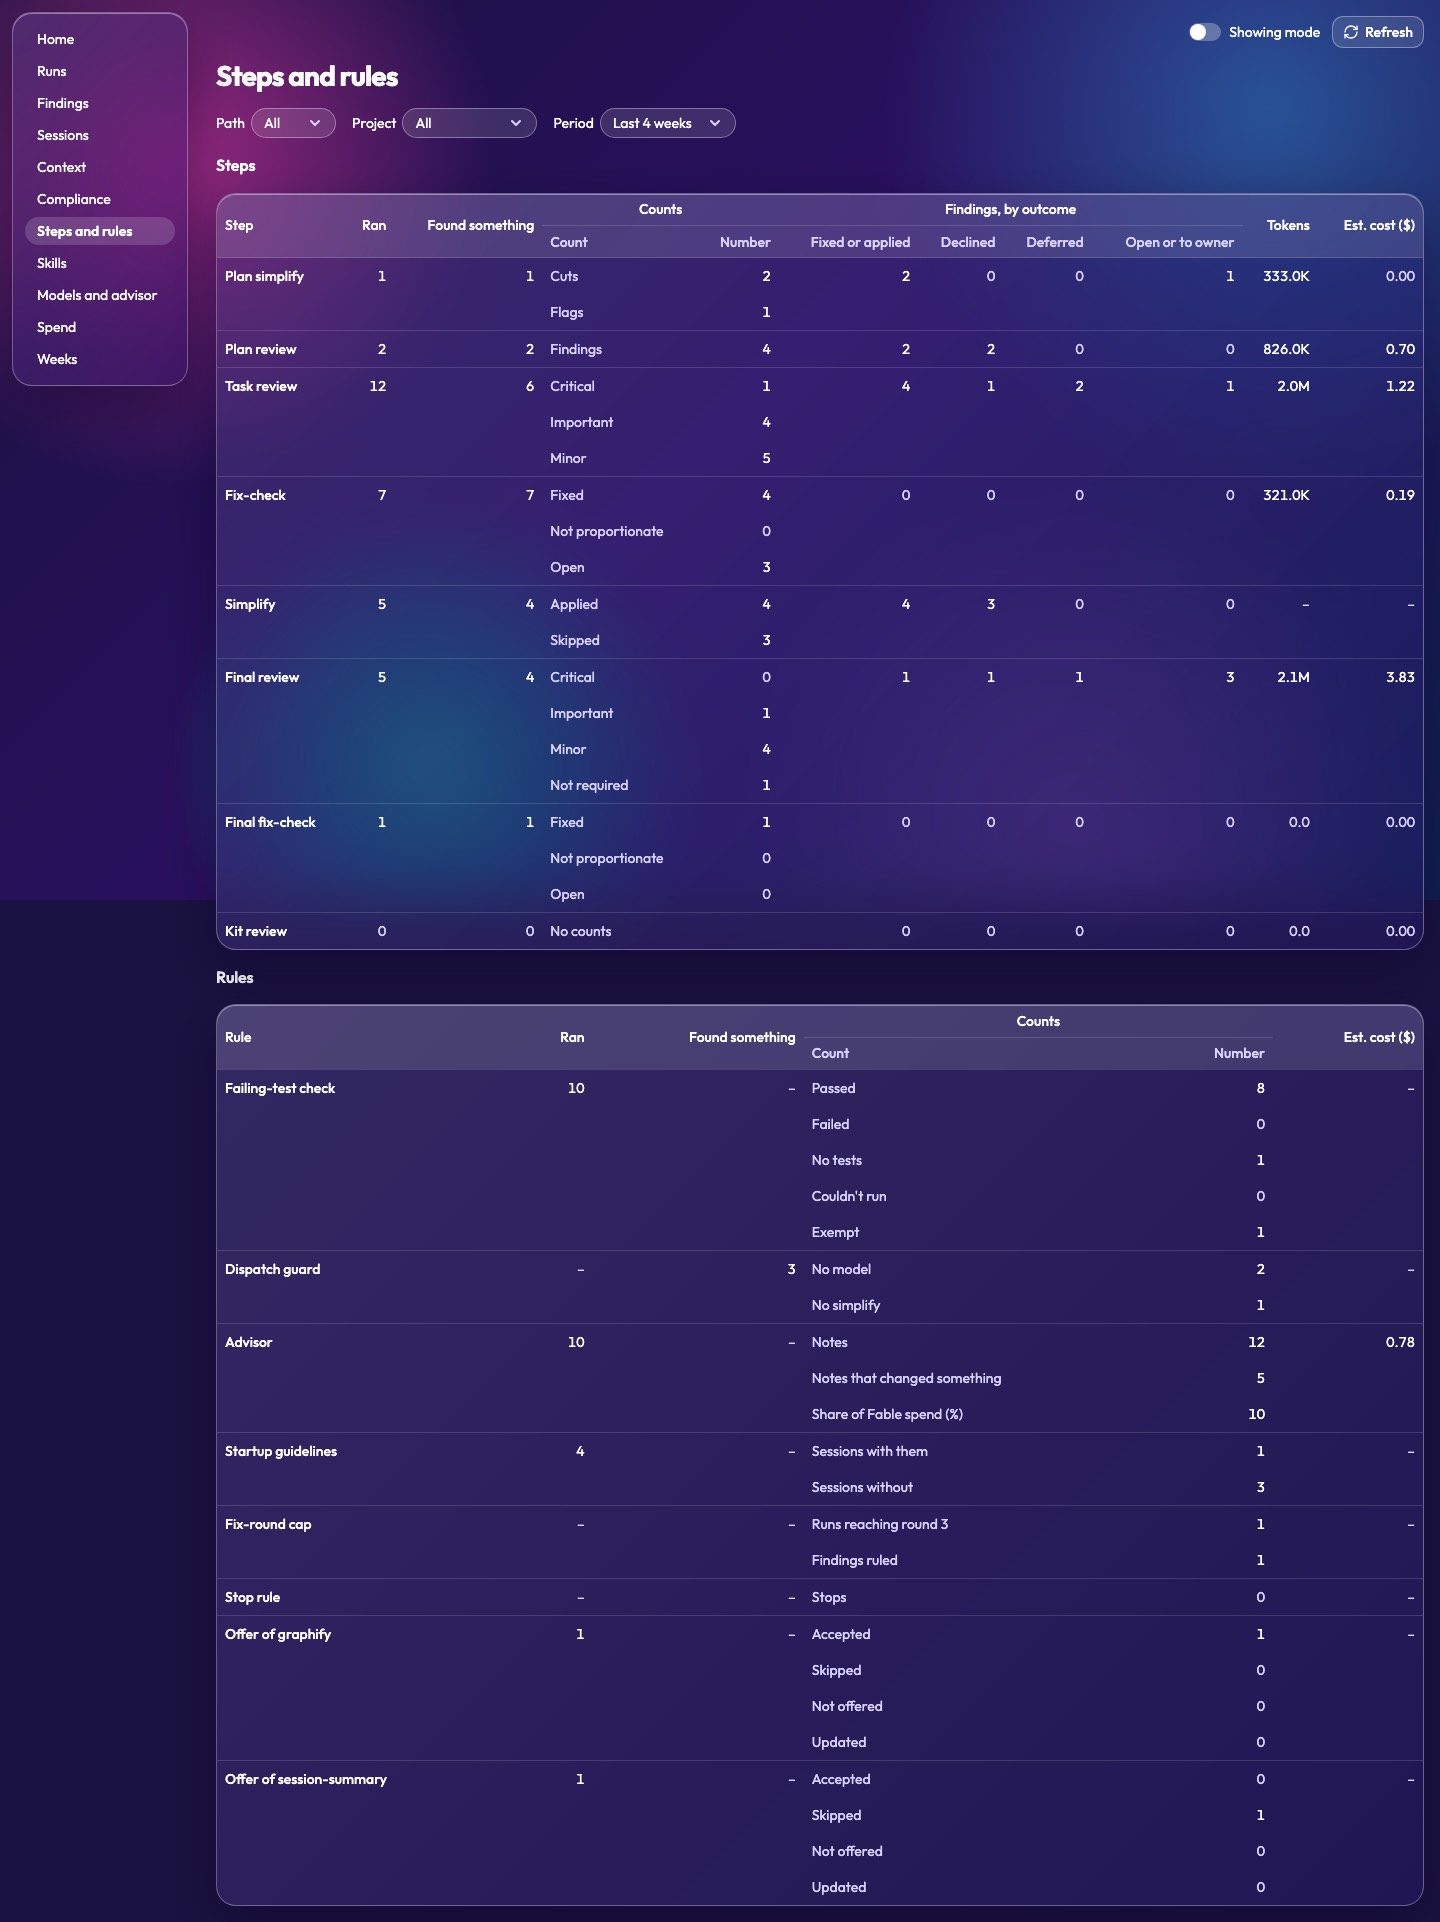 Home
Runs
Findings
Sessions
Context
Compliance
Steps and rules
Skills
Models and advisor
Spend
Weeks
Showing mode
Refresh
Steps and rules
Path All Project All Period Last 4 weeks
Steps
Counts Findings, by outcome
Step Ran Found something Tokens Est. cost ($)
Count Number Fixed or applied Declined Deferred Open or to owner
Plan simplify 1 1 Cuts 2 2 0 0 1 333.0K 0.00
Flags 1
Plan review 2 2 Findings 4 2 2 0 0 826.0K 0.70
Task review 12 6 Critical 1 4 1 2 1 2.0M 1.22
Important 4
Minor 5
Fix-check 7 7 Fixed 4 0 0 0 0 321.0K 0.19
Not proportionate 0
Open 3
Simplify 5 4 Applied 4 4 3 0 0 – –
Skipped 3
Final review 5 4 Critical 0 1 1 1 3 2.1M 3.83
Important 1
Minor 4
Not required 1
Final fix-check 1 1 Fixed 1 0 0 0 0 0.0 0.00
Not proportionate 0
Open 0
Kit review 0 0 No counts 0 0 0 0 0.0 0.00
Rules
Counts
Rule Ran Found something Est. cost ($)
Count Number
Failing-test check 10 – Passed 8 –
Failed 0
No tests 1
Couldn't run 0
Exempt 1
Dispatch guard – 3 No model 2 –
No simplify 1
Advisor 10 – Notes 12 0.78
Notes that changed something 5
Share of Fable spend (%) 10
Startup guidelines 4 – Sessions with them 1 –
Sessions without 3
Fix-round cap – – Runs reaching round 3 1 –
Findings ruled 1
Stop rule – – Stops 0 –
Offer of graphify 1 – Accepted 1 –
Skipped 0
Not offered 0
Updated 0
Offer of session-summary 1 – Accepted 0 –
Skipped 1
Not offered 0
Updated 0